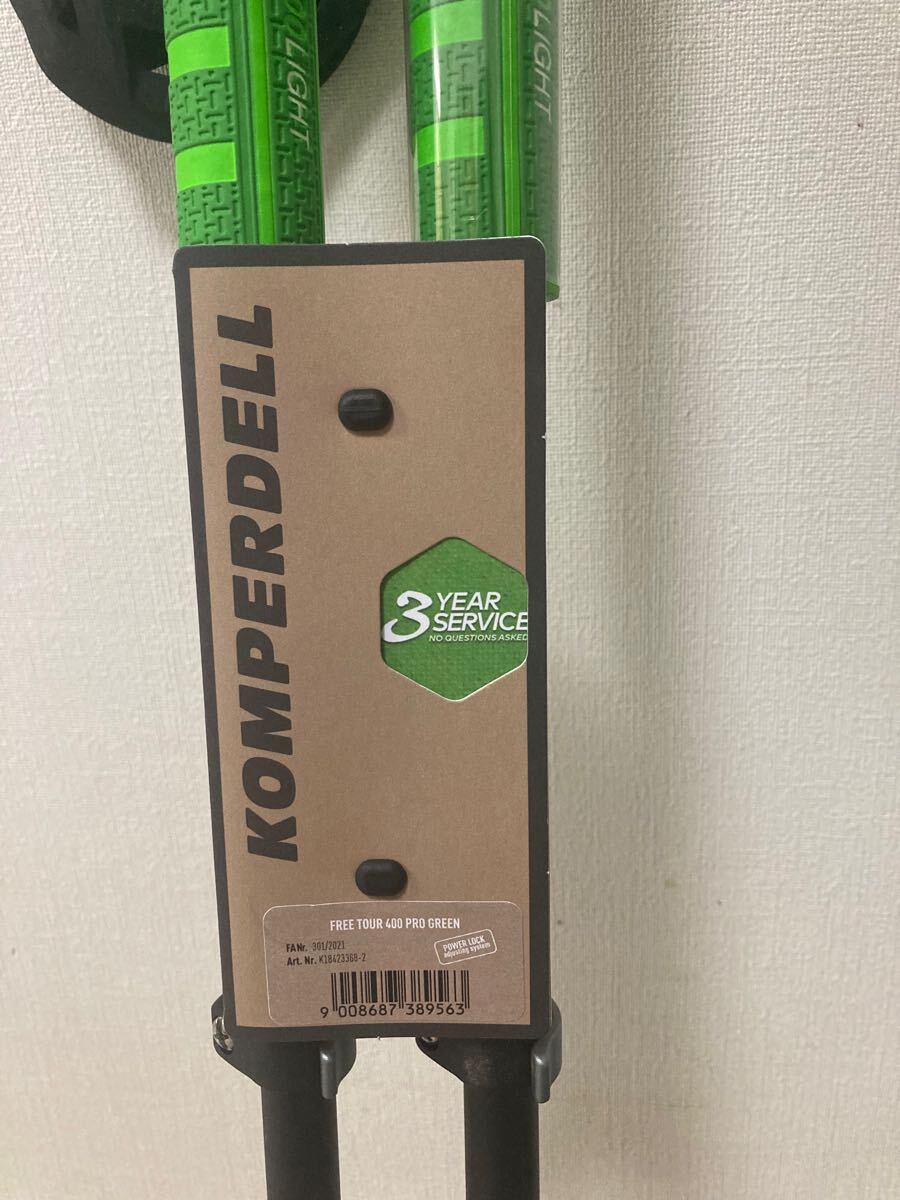 LIGHT
LIGHT
KOMPERDELL
3 YEAR
SERVICE
NO QUESTIONS ASKED
FREE TOUR 400 PRO GREEN
FANr. 301/2021
Art. Nr. K18423368-2
POWER LOCK
adjusting system
9 008687 389563